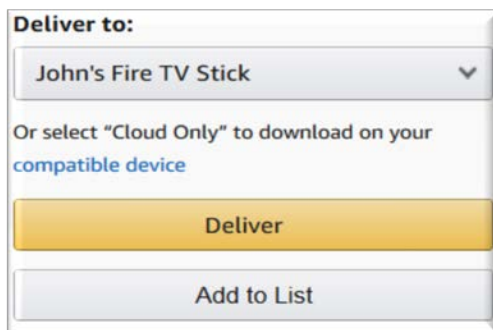 Deliver to:
John's Fire TV Stick
Or select “Cloud Only” to download on your
compatible device
Deliver
Add to List